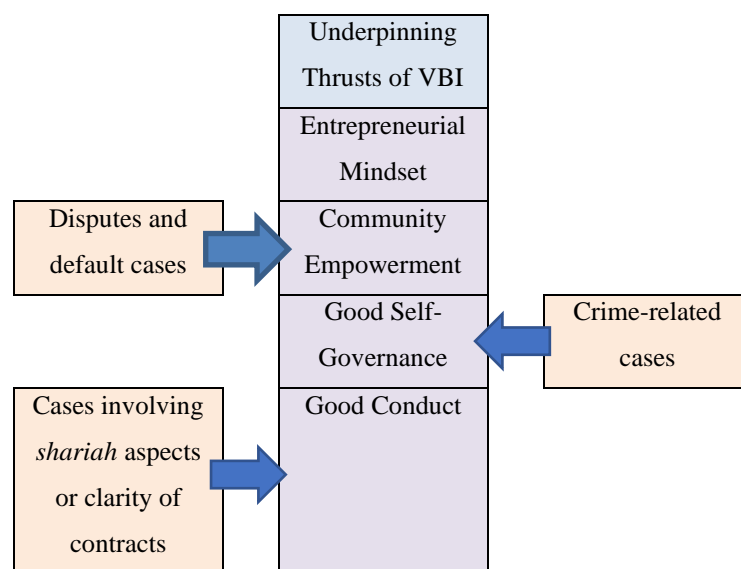 Underpinning
Thrusts of VBI
Entrepreneurial
Mindset
Disputes and
default cases
Community
Empowerment
Good Self-
Governance
Crime-related
cases
Cases involving
shariah aspects
or clarity of
contracts
Good Conduct